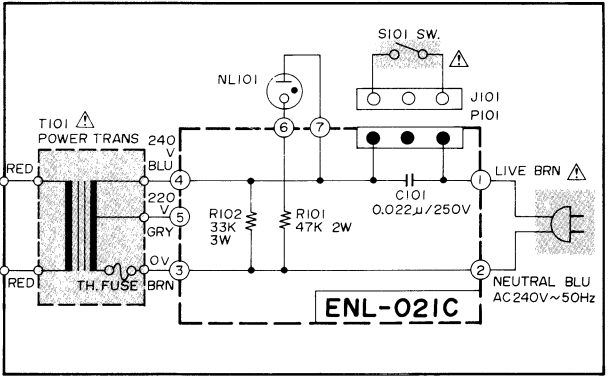 S101 SW.
NL101
J101
P101
T101
POWER TRANS
240
V
BLU
6
7
RED
4
1
LIVE BRN
C101
0.022μ/250V
220
V
GRY
5
R102
33K
3W
R101
47K 2W
0V
BRN
3
2
RED
TH. FUSE
NEUTRAL BLU
AC240V~50Hz
ENL-021C